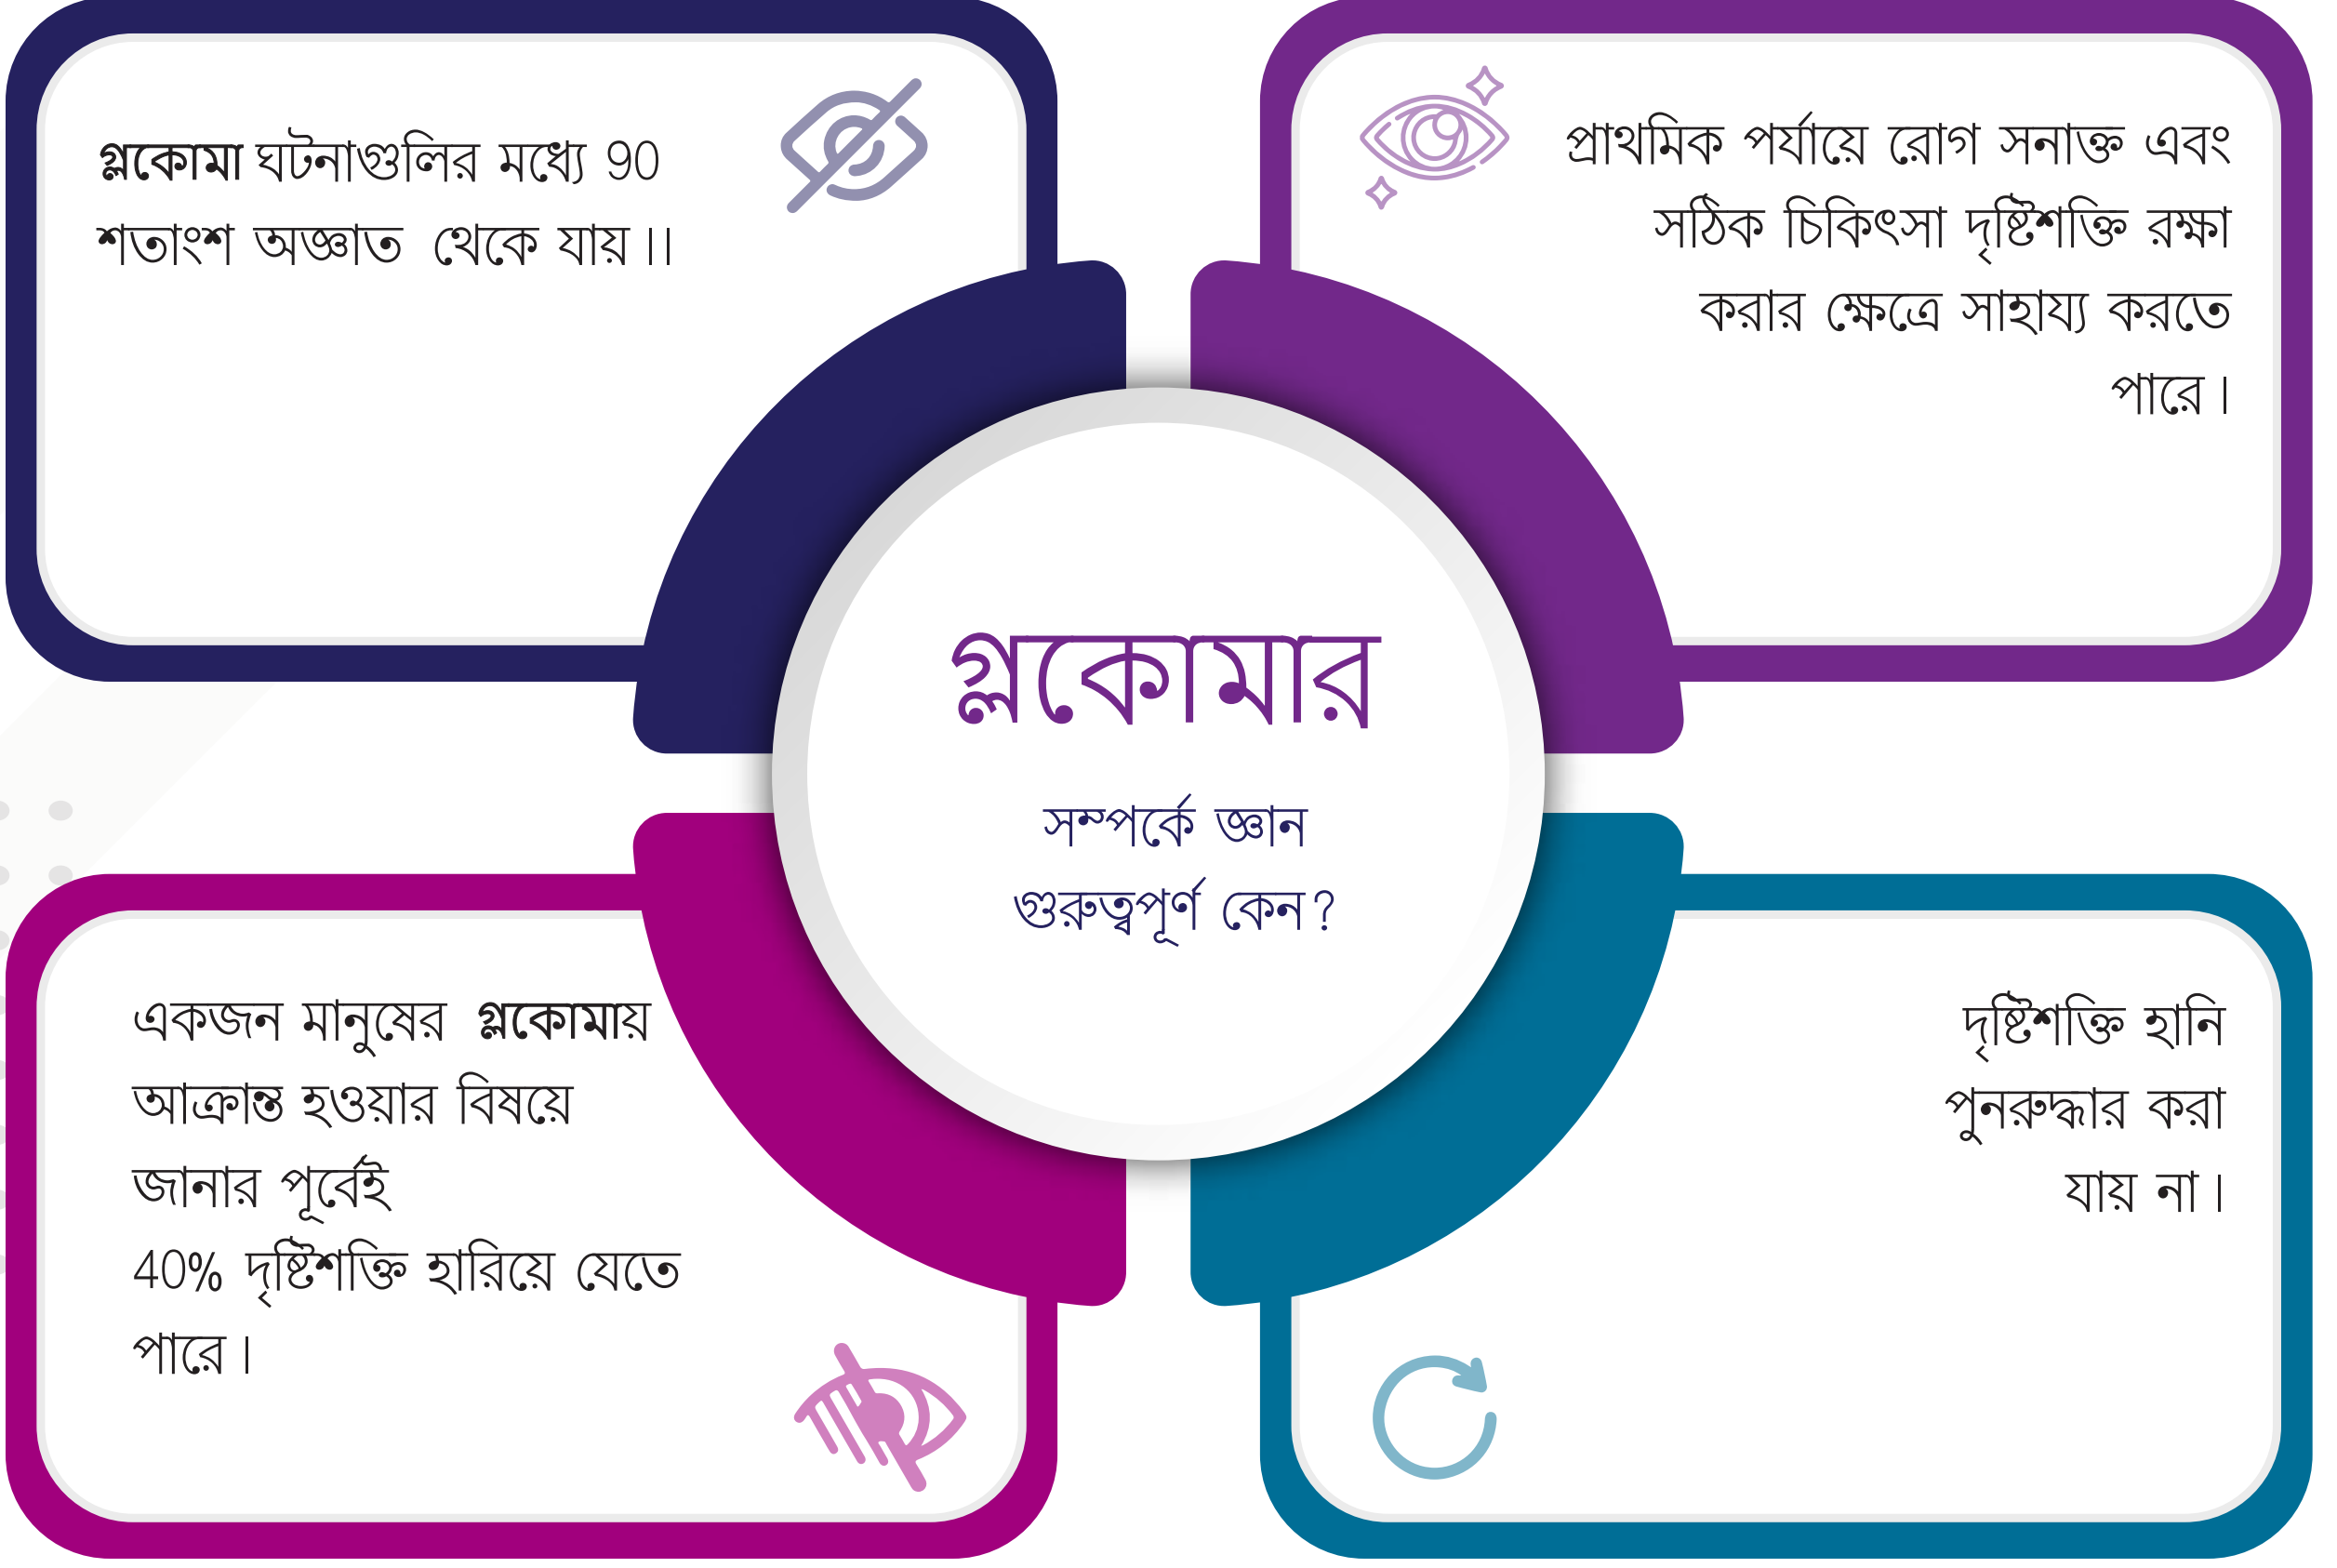 গ্লকোমা ঘটনাগুলির মধ্যে 90
শতাংশ অজ্ঞাত থেকে যায়।।
প্রাথমিক পর্যায়ে রোগ সনাক্ত এবং
সঠিক চিকিৎসা দৃষ্টিশক্তি রক্ষা
করার ক্ষেত্রে সাহায্য করতে
পারে।
গ্লকোমার
সম্পর্কে জ্ঞান
গুরুত্বপূর্ণ কেন?
একজন মানুষের গ্লকোমায়
আক্রান্ত হওয়ার বিষয়ে
জানার পূর্বেই
40% দৃষ্টিশক্তি হারিয়ে যেতে
পারে।
দৃষ্টিশক্তি হানি
পুনরুদ্ধার করা
যায় না।